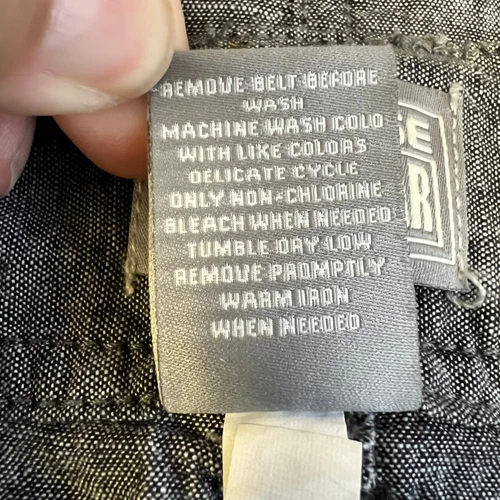 REMOVE BELT BEFORE
WASH
MACHINE WASH COLD
WITH LIKE COLORS
DELICATE CYCLE
ONLY NON-CHLORINE
BLEACH WHEN NEEDED
TUMBLE DRY LOW
REMOVE PROMPTLY
WARM IRON
WHEN NEEDED